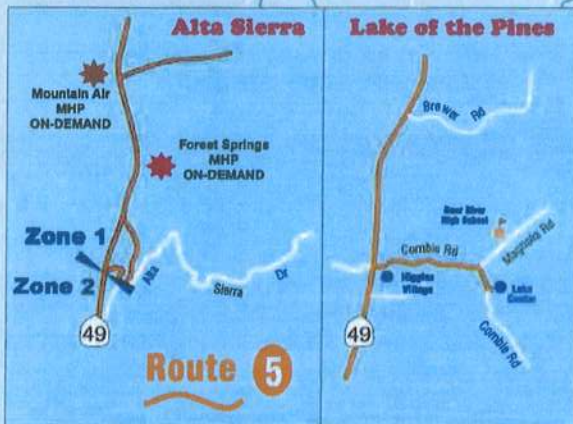 Alta Sierra
Mountain Air
MHP
ON-DEMAND
Forest Springs
MHP
ON-DEMAND
Zone 1
Zone 2
Alta
Sierra
Dr
49
Route 5
Lake of the Pines
Brewer Rd
Bear River
High School
Magnolia Rd
Combie Rd
Higgins
Village
Lake
Center
Combie Rd
49